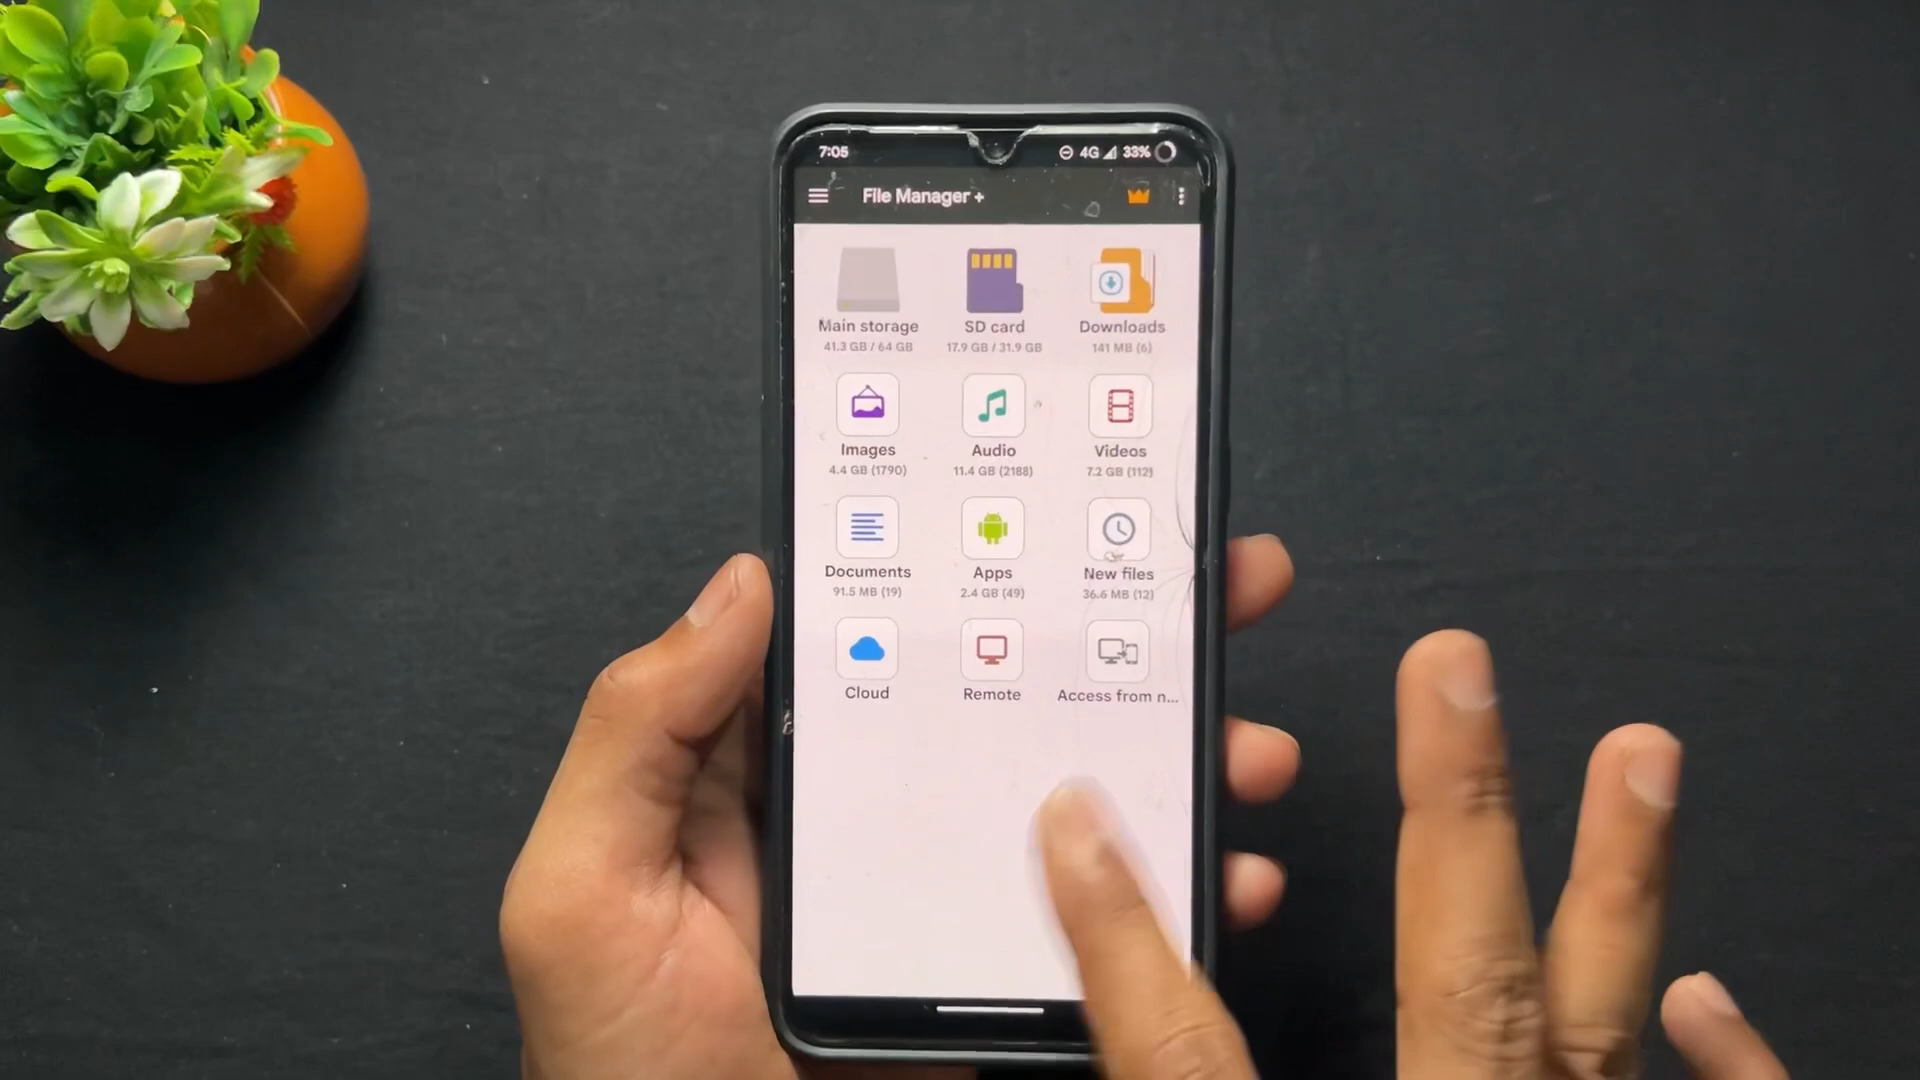 7:05 4G 33%
File Manager +
Main storage SD card Downloads
41.3 GB / 64 GB 17.9 GB / 31.9 GB 141 MB (6)
Images Audio Videos
4.4 GB (1790) 11.4 GB (2188) 7.2 GB (112)
Documents Apps New files
91.5 MB (19) 2.4 GB (49) 36.6 MB (12)
Cloud Remote Access from n...